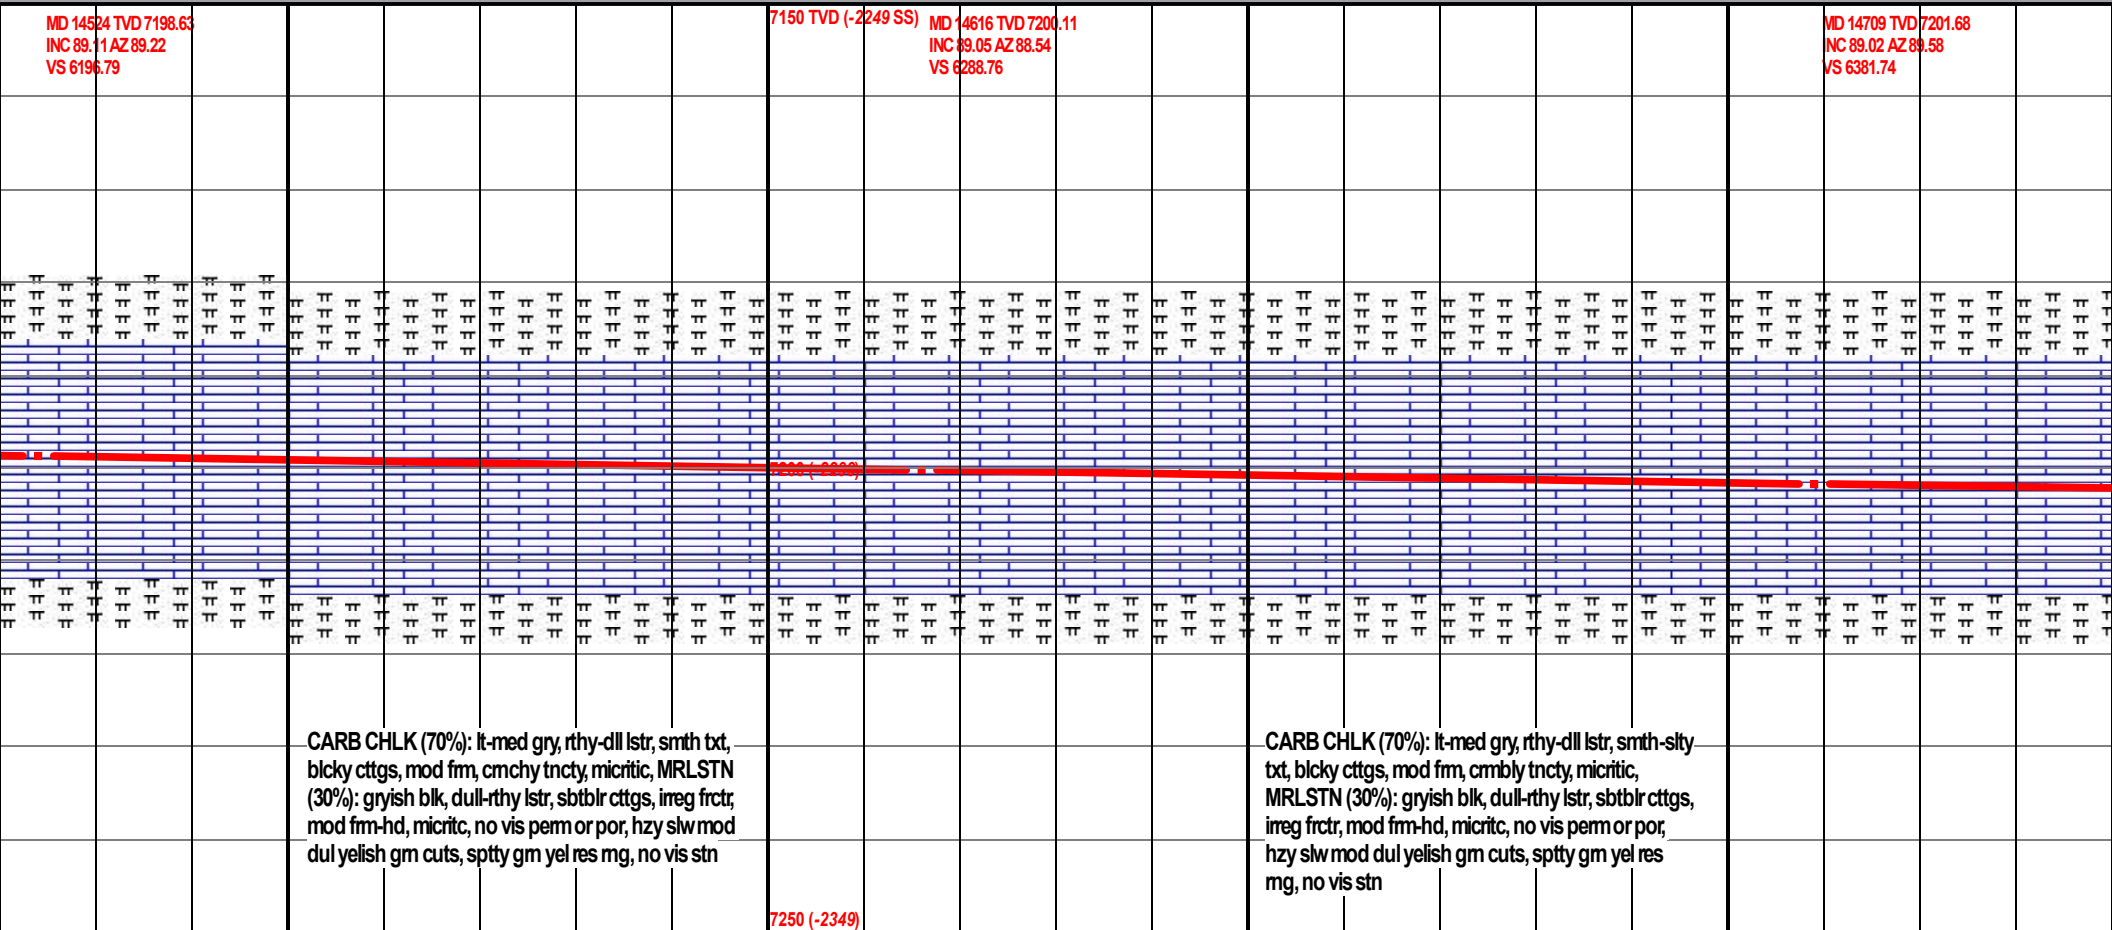 MD 14524 TVD 7198.63
INC 89.11 AZ 89.22
VS 6196.79
7150 TVD (-2249 SS)
MD 14616 TVD 7200.11
INC 89.05 AZ 88.54
VS 6288.76
MD 14709 TVD 7201.68
INC 89.02 AZ 89.58
VS 6381.74
7200 (-2299)
CARB CHLK (70%): lt-med gry, rthy-dll lstr, smth txt,
blcky cttgs, mod frm, crnchy tncty, micritic, MRLSTN
(30%): gryish blk, dull-rthy lstr, sbtblr cttgs, irreg frctr,
mod frm-hd, micritc, no vis perm or por, hzy slw mod
dul yelish grn cuts, sptty grn yel res rng, no vis stn
CARB CHLK (70%): lt-med gry, rthy-dll lstr, smth-slty
txt, blcky cttgs, mod frm, crmbly tncty, micritic,
MRLSTN (30%): gryish blk, dull-rthy lstr, sbtblr cttgs,
irreg frctr, mod frm-hd, micritc, no vis perm or por,
hzy slw mod dul yelish grn cuts, sptty grn yel res
rng, no vis stn
7250 (-2349)